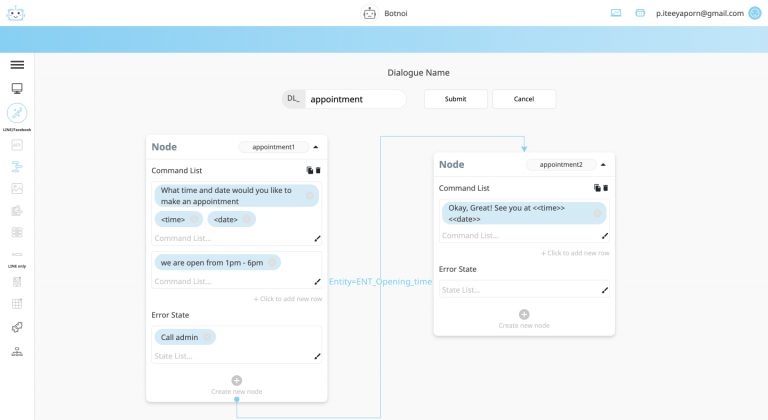 Botnoi
p.iteeyaporn@gmail.com
Dialogue Name
DL_ appointment
Submit
Cancel
LINE/Facebook
LINE only
Node
appointment1
Command List
What time and date would you like to
make an appointment
<time>
<date>
Command List...
we are open from 1pm - 6pm
Command List...
+ Click to add new row
Error State
Call admin
State List...
Create new node
Entity=ENT_Opening_time
Node
appointment2
Command List
Okay, Great! See you at <<time>>
<<date>>
Command List...
+ Click to add new row
Error State
State List...
Create new node